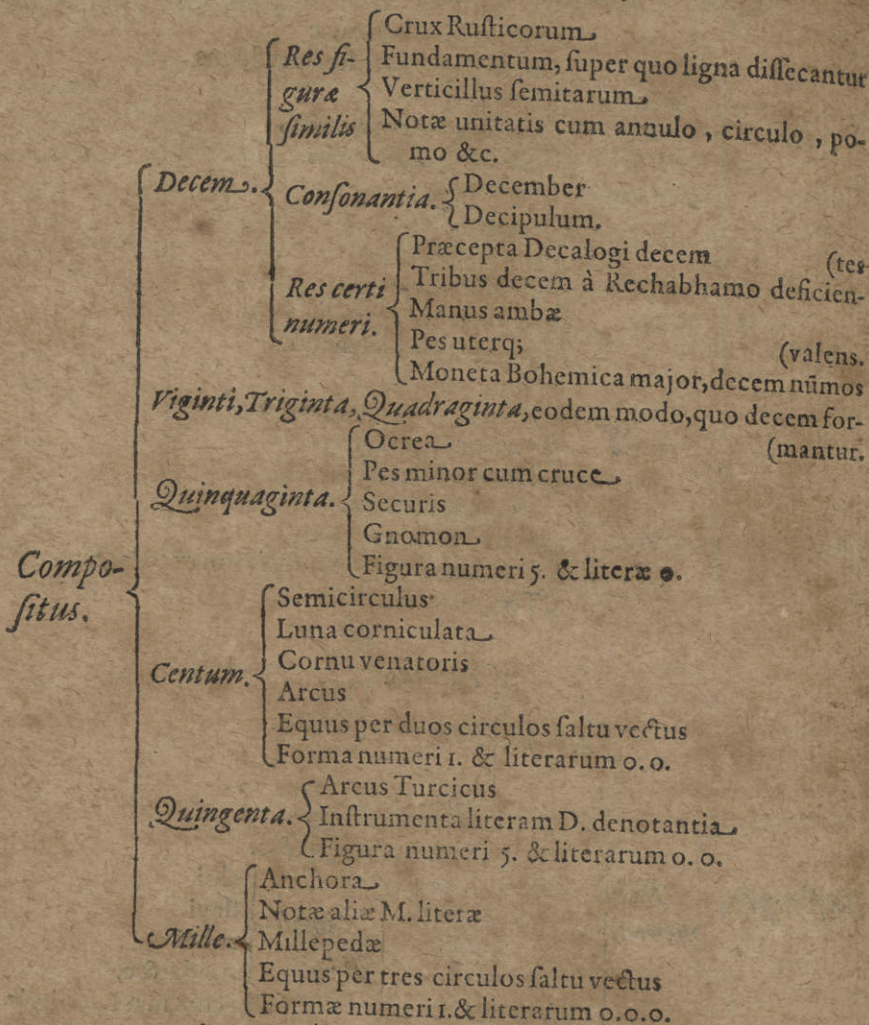 Crux Ruſticorum
Res fi- Fundamentum, ſuper quo ligna diſſecantur
guræ Verticillus ſemitarum
ſimilis Notæ unitatis cum annulo, circulo, po-
mo &c.
Decem. Conſonantia. December
Decipulum.
Præcepta Decalogi decem (tes
Res certi Tribus decem à Rechabhamo deficien-
numeri. Manus ambæ
Pes uterq; (valens.
Moneta Bohemica major, decem nūmos
Viginti, Triginta, Quadraginta, eodem modo, quo decem for-
Ocrea (mantur.
Pes minor cum cruce
Quinquaginta. Securis
Gnomon
Figura numeri 5. & literæ o.
Compo-
ſitus.
Semicirculus
Luna corniculata
Centum. Cornu venatoris
Arcus
Equus per duos circulos ſaltu vectus
Forma numeri 1. & literarum o. o.
Arcus Turcicus
Quingenta. Inſtrumenta literam D. denotantia
Figura numeri 5. & literarum o. o.
Anchora
Notæ aliæ M. literæ
Mille. Millepedæ
Equus per tres circulos ſaltu vectus
Formæ numeri 1. & literarum o. o. o.